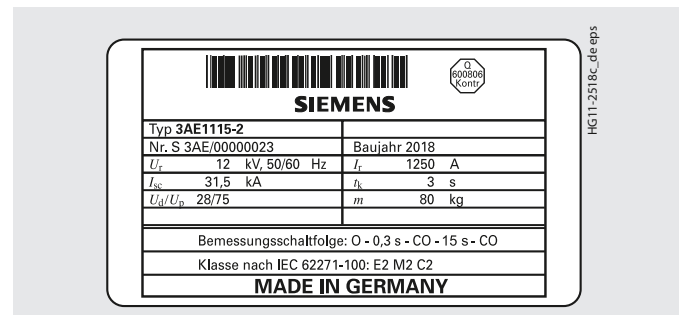 Q
600806
Kontr
SIEMENS
Typ 3AE1115-2
Nr. S 3AE/00000023 Baujahr 2018
Ur 12 kV, 50/60 Hz Ir 1250 A
Isc 31,5 kA tk 3 s
Ud/Up 28/75 m 80 kg
Bemessungsschaltfolge: O - 0,3 s - CO - 15 s - CO
Klasse nach IEC 62271-100: E2 M2 C2
MADE IN GERMANY
HG11-2518c_de eps